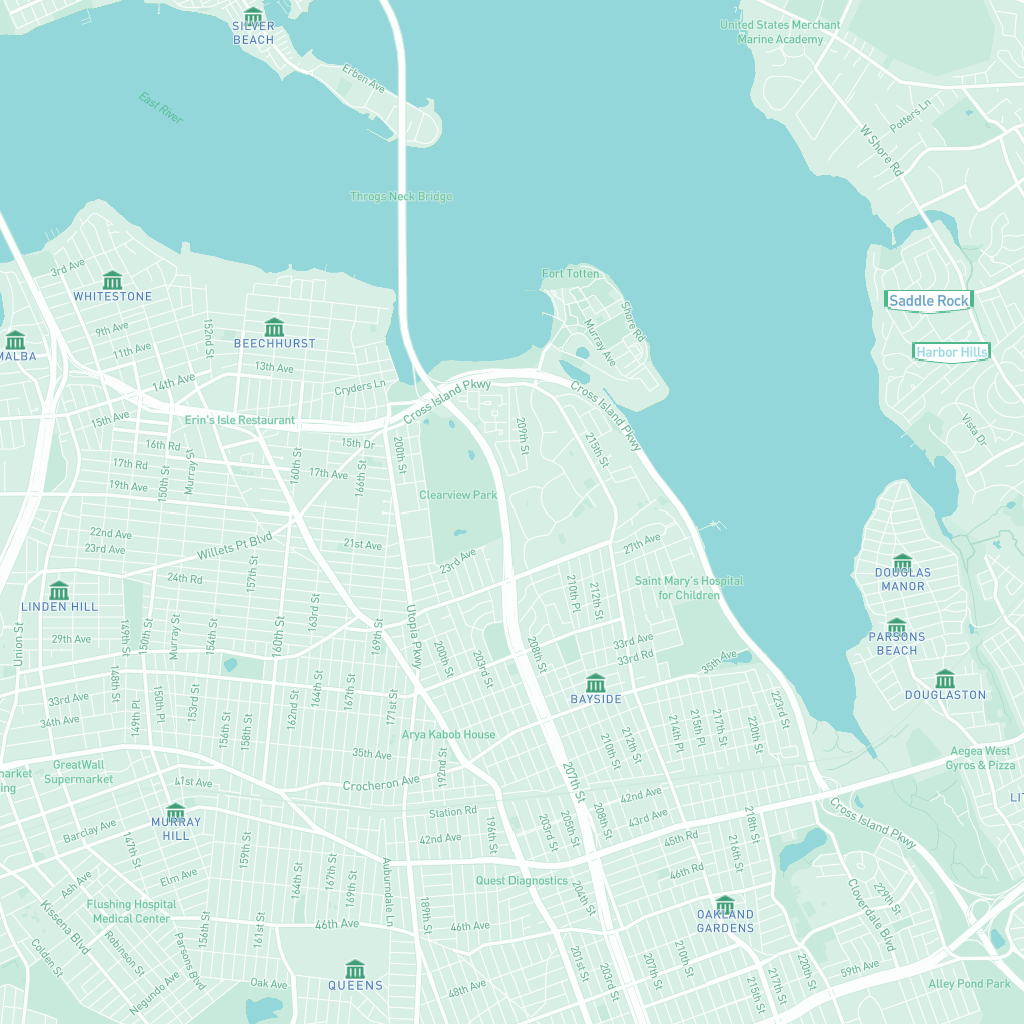 SILVER
BEACH
United States Merchant
Marine Academy
Erben Ave
East River
Potters Ln
W Shore Rd
Throgs Neck Bridge
3rd Ave
Fort Totten
WHITESTONE
Saddle Rock
9th Ave
152nd St
Shore Rd
Murray Ave
MALBA
BEECHHURST
11th Ave
Harbor Hills
13th Ave
14th Ave
Cryders Ln
Cross Island Pkwy
Cross Island Pkwy
15th Ave
Erin's Isle Restaurant
209th St
Vista Dr
16th Rd
15th Dr
200th St
215th St
17th Rd
Murray St
160th St
17th Ave
166th St
150th St
19th Ave
Clearview Park
22nd Ave
23rd Ave
Willets Pt Blvd
21st Ave
27th Ave
23rd Ave
24th Rd
157th St
DOUGLAS
MANOR
Saint Mary's Hospital
for Children
210th Pl
212th St
LINDEN HILL
163rd St
Utopia Pkwy
Union St
29th Ave
149th St
150th St
Murray St
154th St
160th St
169th St
PARSONS
BEACH
33rd Ave
33rd Rd
208th St
200th St
203rd St
35th Ave
148th St
164th St
167th St
171st St
BAYSIDE
DOUGLASTON
33rd Ave
34th Ave
149th Pl
150th Pl
153rd St
156th St
158th St
162nd St
223rd St
214th Pl
215th Pl
217th St
220th St
Arya Kabob House
210th St
212th St
35th Ave
192nd St
Alegea West
Gyros & Pizza
GreatWall
Supermarket
market
ing
41st Ave
Crocheron Ave
207th St
42nd Ave
LIT
MURRAY
HILL
Station Rd
208th St
43rd Ave
218th St
Cross Island Pkwy
Barclay Ave
147th St
159th St
42nd Ave
196th St
203rd St
205th St
45th Rd
216th St
Elm Ave
Ash Ave
164th St
167th St
169th St
Auburndale Ln
Quest Diagnostics
46th Rd
Flushing Hospital
Medical Center
204th St
229th St
Cloverdale Blvd
Kissena Blvd
156th St
161st St
46th Ave
189th St
46th Ave
OAKLAND
GARDENS
Colden St
Robinson St
Parsons Blvd
201st St
203rd St
207th St
210th St
220th St
59th Ave
Negundo Ave
Oak Ave
QUEENS
48th Ave
215th St
217th St
Alley Pond Park